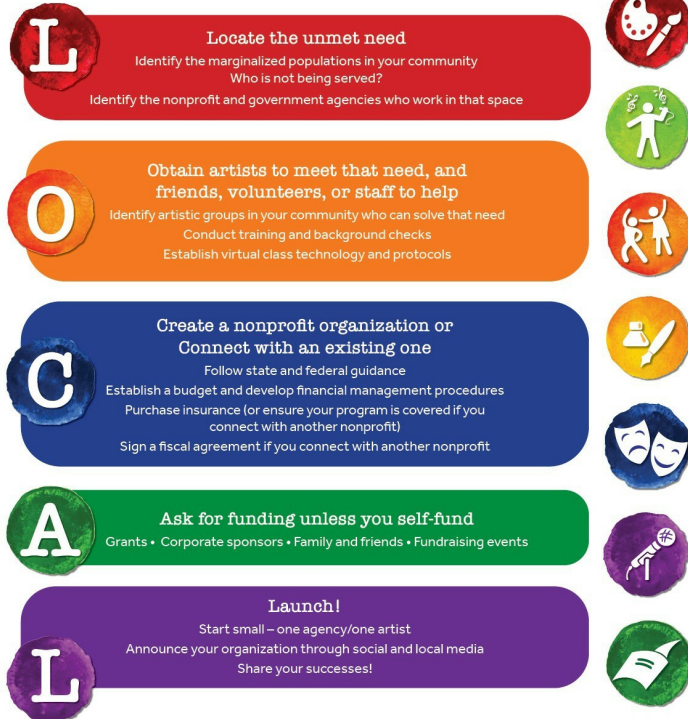 L
Locate the unmet need
Identify the marginalized populations in your community
Who is not being served?
Identify the nonprofit and government agencies who work in that space
O
Obtain artists to meet that need, and
friends, volunteers, or staff to help
Identify artistic groups in your community who can solve that need
Conduct training and background checks
Establish virtual class technology and protocols
C
Create a nonprofit organization or
Connect with an existing one
Follow state and federal guidance
Establish a budget and develop financial management procedures
Purchase insurance (or ensure your program is covered if you
connect with another nonprofit)
Sign a fiscal agreement if you connect with another nonprofit
A
Ask for funding unless you self-fund
Grants • Corporate sponsors • Family and friends • Fundraising events
L
Launch!
Start small – one agency/one artist
Announce your organization through social and local media
Share your successes!